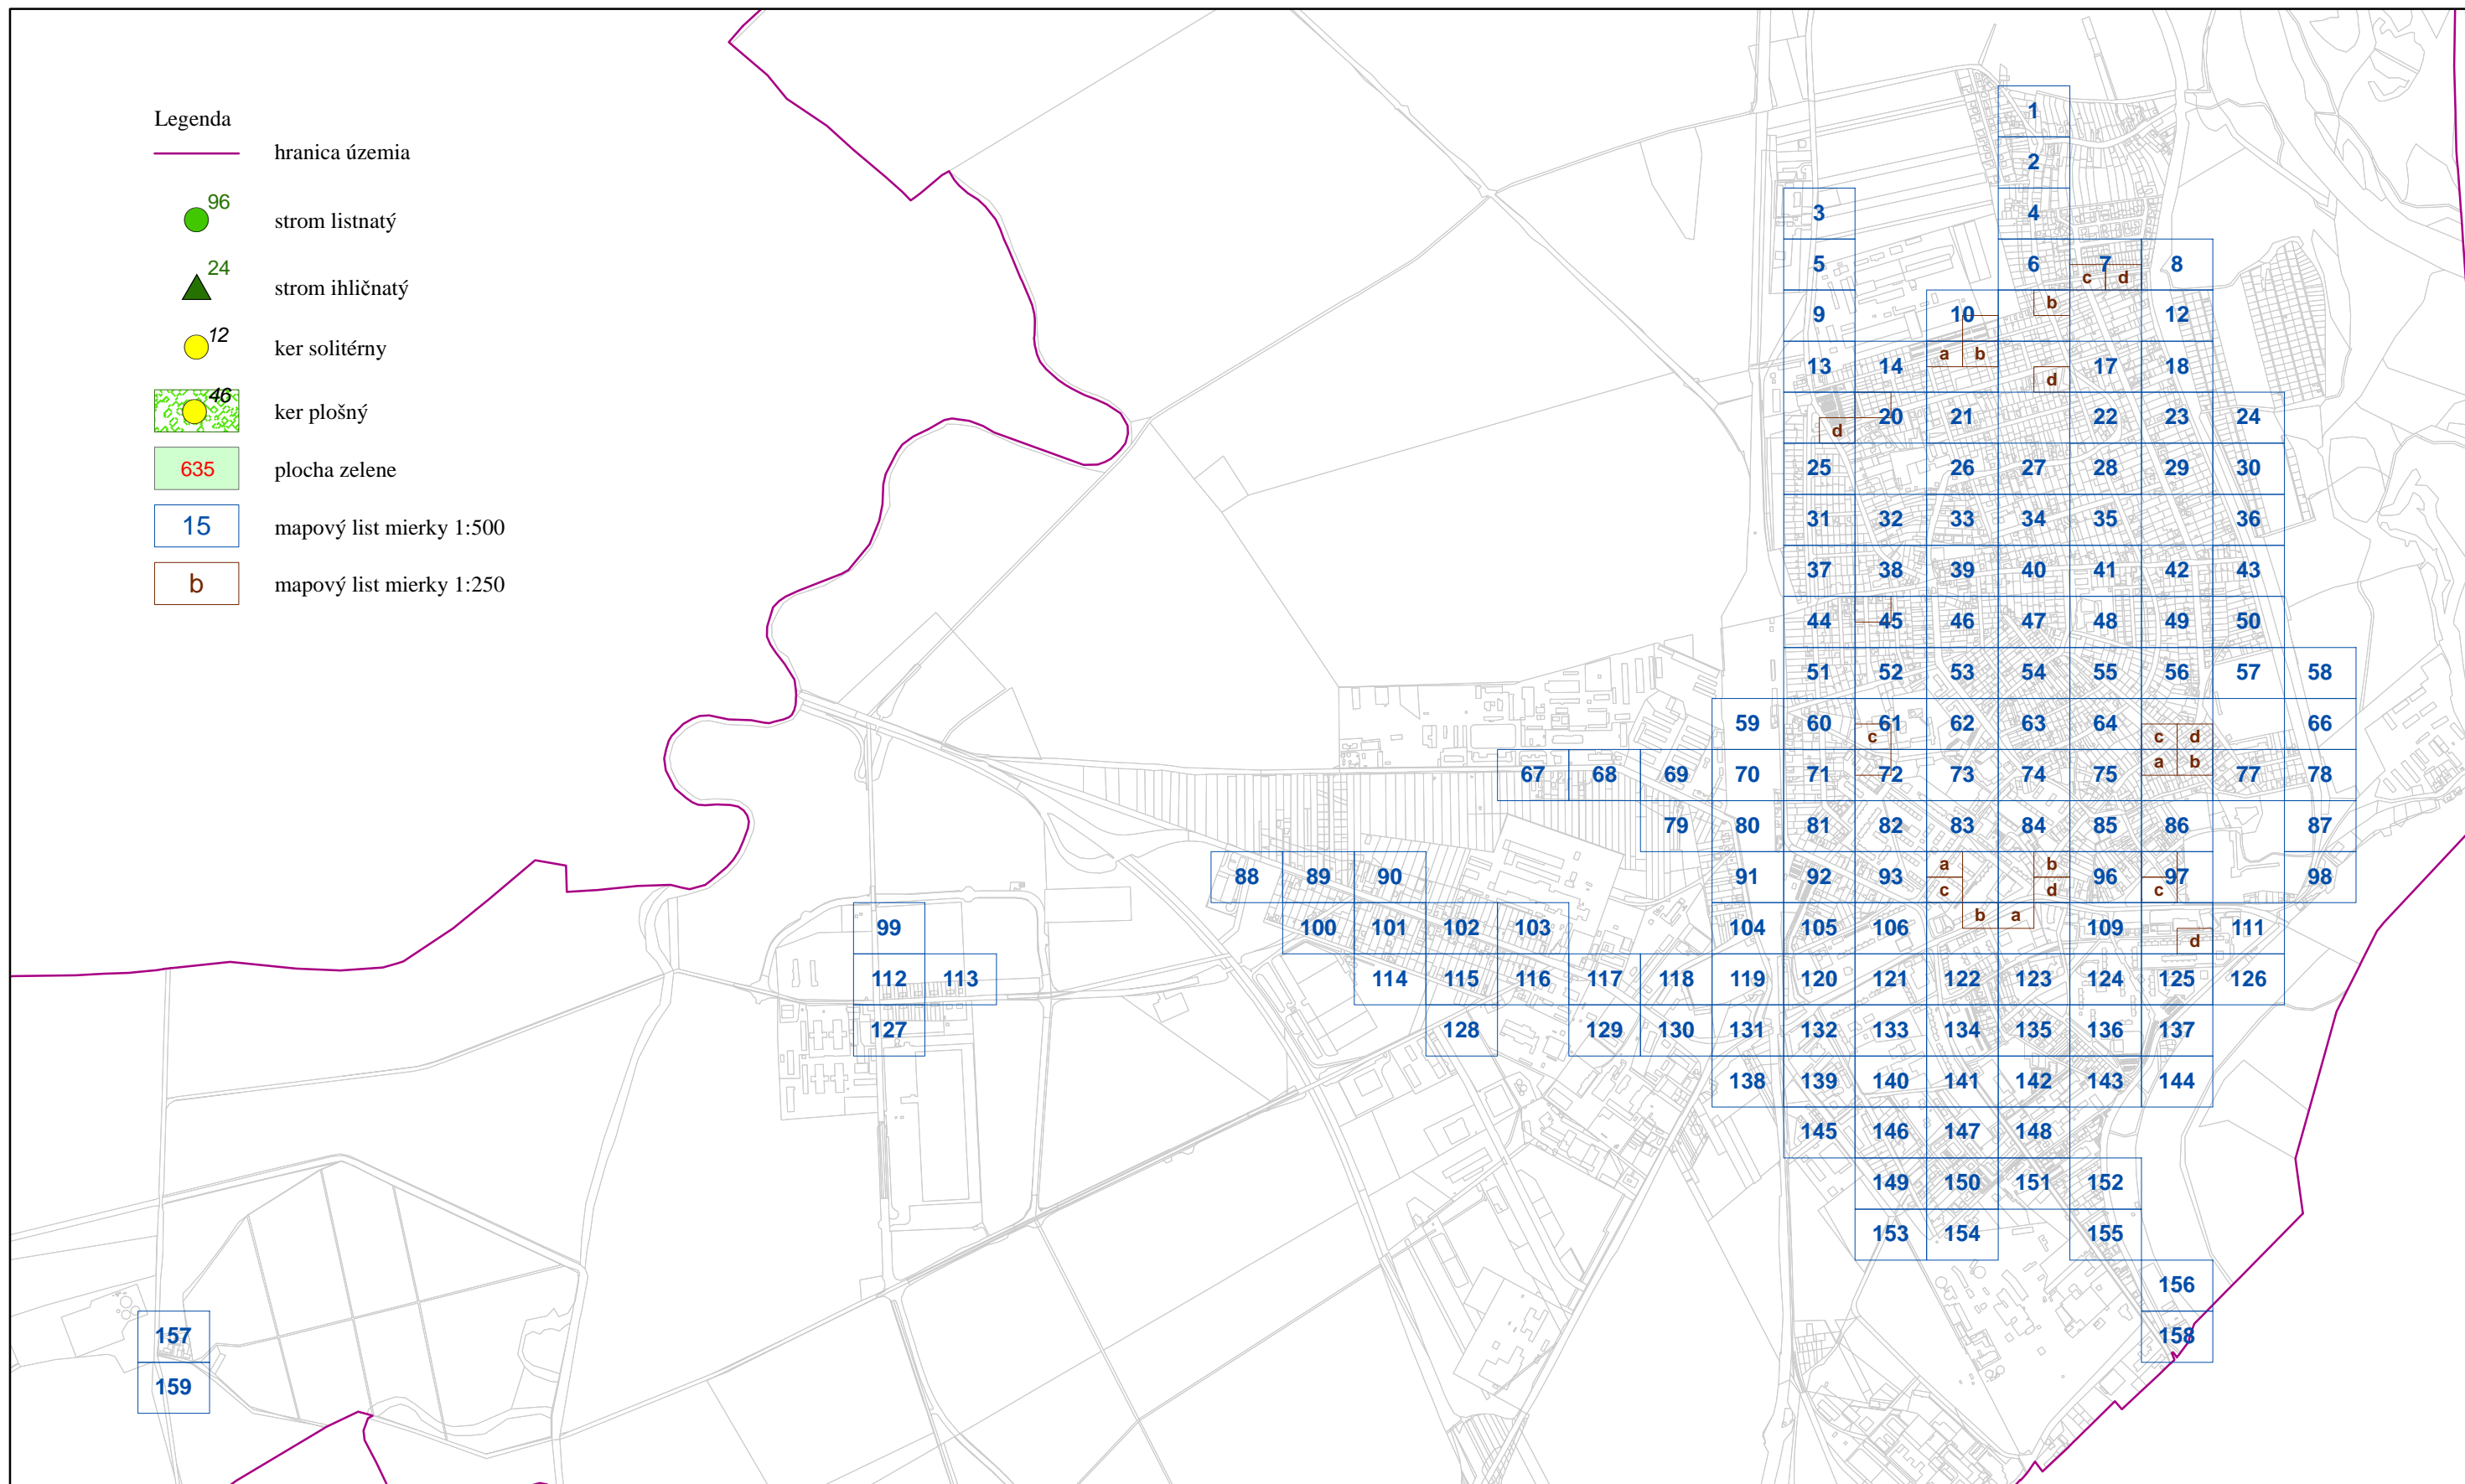 Legenda
hranica územia
96
strom listnatý
24
strom ihličnatý
12
ker solitérny
46
ker plošný
635
plocha zelene
15
mapový list mierky 1:500
b
mapový list mierky 1:250
1
2
3 4
5 6 7 8
c d
b
9 10 12
a b
13 14 17 18
d
20 21 22 23 24
d
25 26 27 28 29 30
31 32 33 34 35 36
37 38 39 40 41 42 43
44 45 46 47 48 49 50
51 52 53 54 55 56 57 58
59 60 61 62 63 64 66
c c d
a b
67 68 69 70 71 72 73 74 75 77 78
79 80 81 82 83 84 85 86 87
a b
88 89 90 91 92 93 96 97 98
c d c
b a
99 100 101 102 103 104 105 106 109 111
d
112 113 114 115 116 117 118 119 120 121 122 123 124 125 126
127 128 129 130 131 132 133 134 135 136 137
138 139 140 141 142 143 144
145 146 147 148
149 150 151 152
153 154 155
156
157 158
159